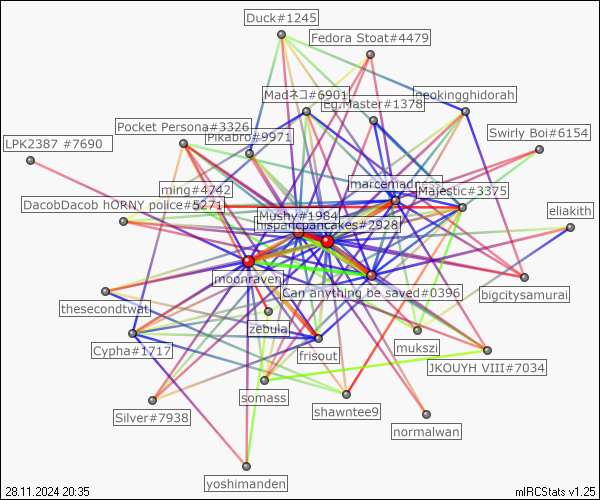 Duck#1245
Fedora Stoat#4479
Madネコ#6901
neokingghidorah
Eg.Master#1378
Pocket Persona#3326
Pikabro#9971
Swirly Boi#6154
LPK2387 #7690
ming#4742
Majestic#3375
DacobDacob hORNY police#5271
Mushy#1984
hispanicpancakes#2928
eliakith
moonraven
Can anything be saved#0396
bigcitysamurai
thesecondtwat
zebula
Cypha#1717
frisout
mukszi
JKOUYH VIII#7034
somass
shawntee9
Silver#7938
normalwan
yoshimanden
28.11.2024 20:35
mIRCStats v1.25